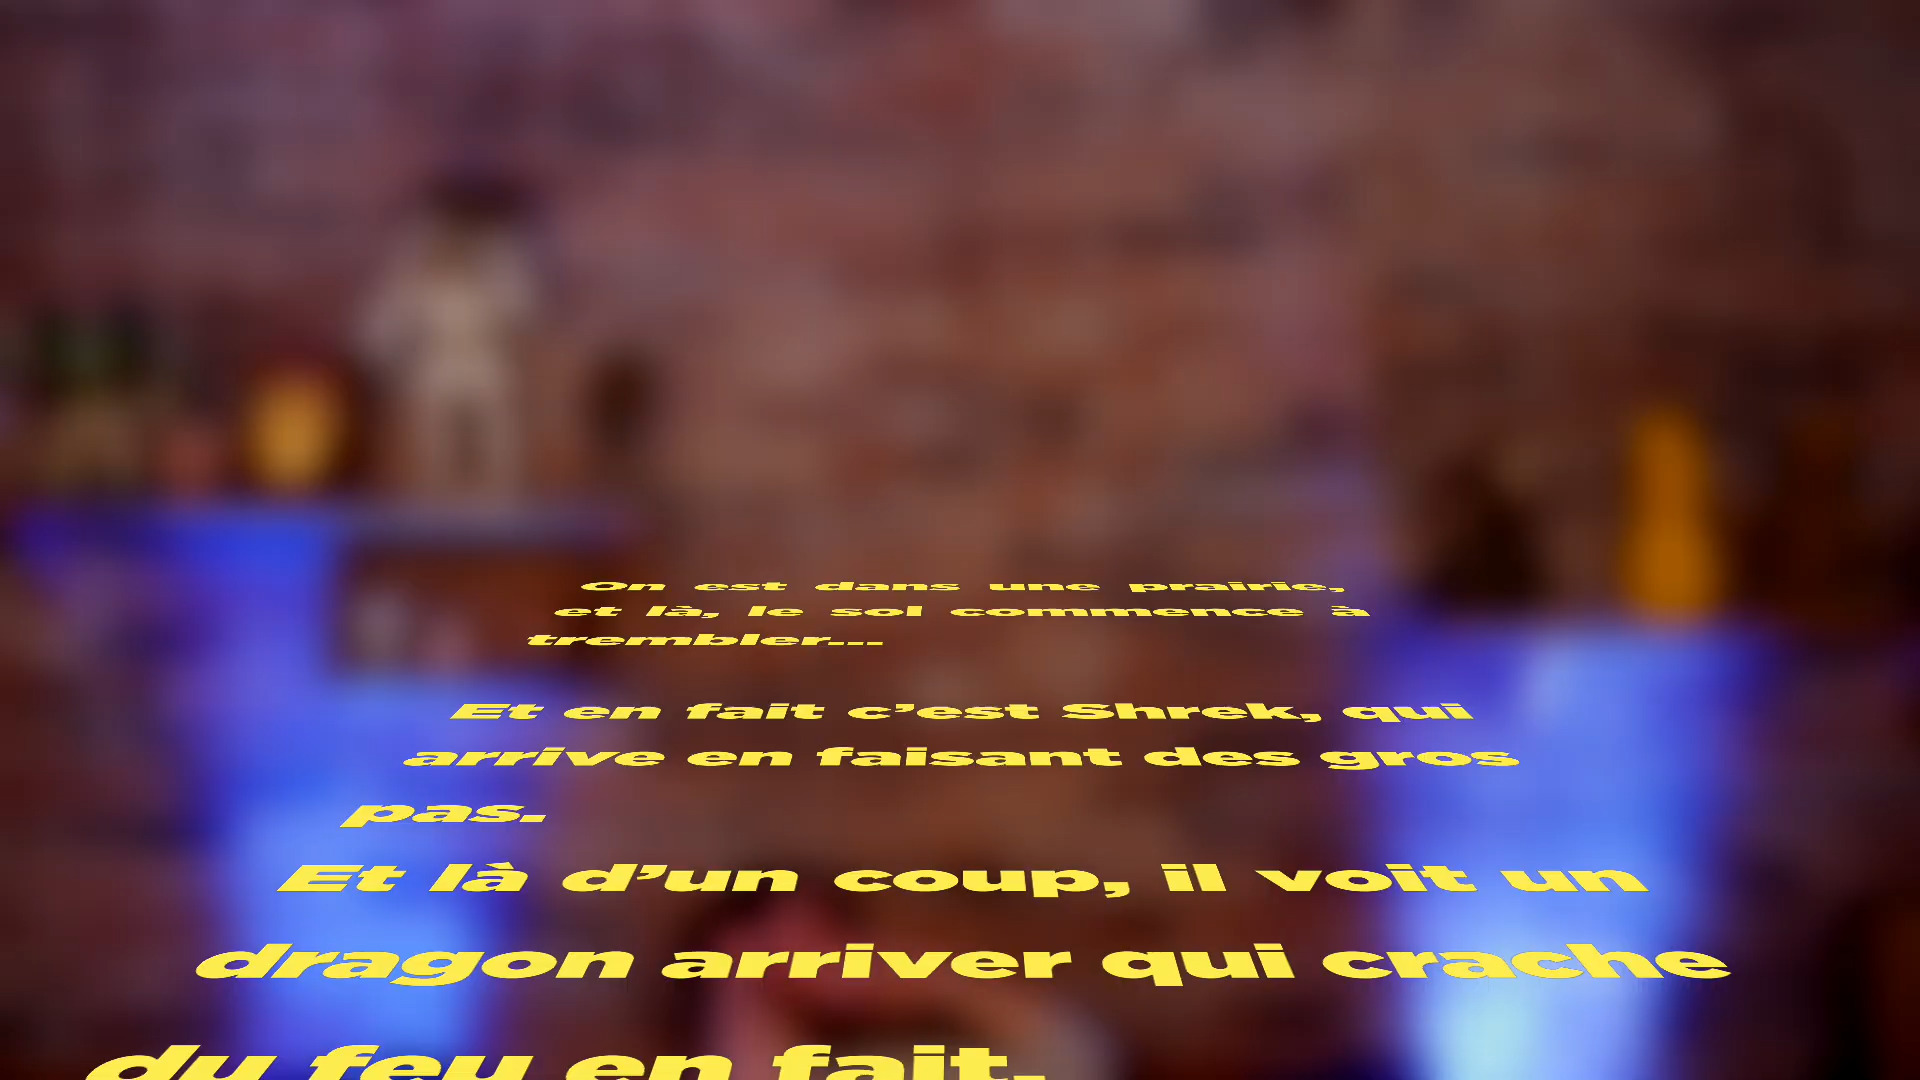 On est dans une prairie,
et là, le sol commence à
trembler...
Et en fait c’est Shrek, qui
arrive en faisant des gros
pas.
Et là d’un coup, il voit un
dragon arriver qui crache
du feu en fait.